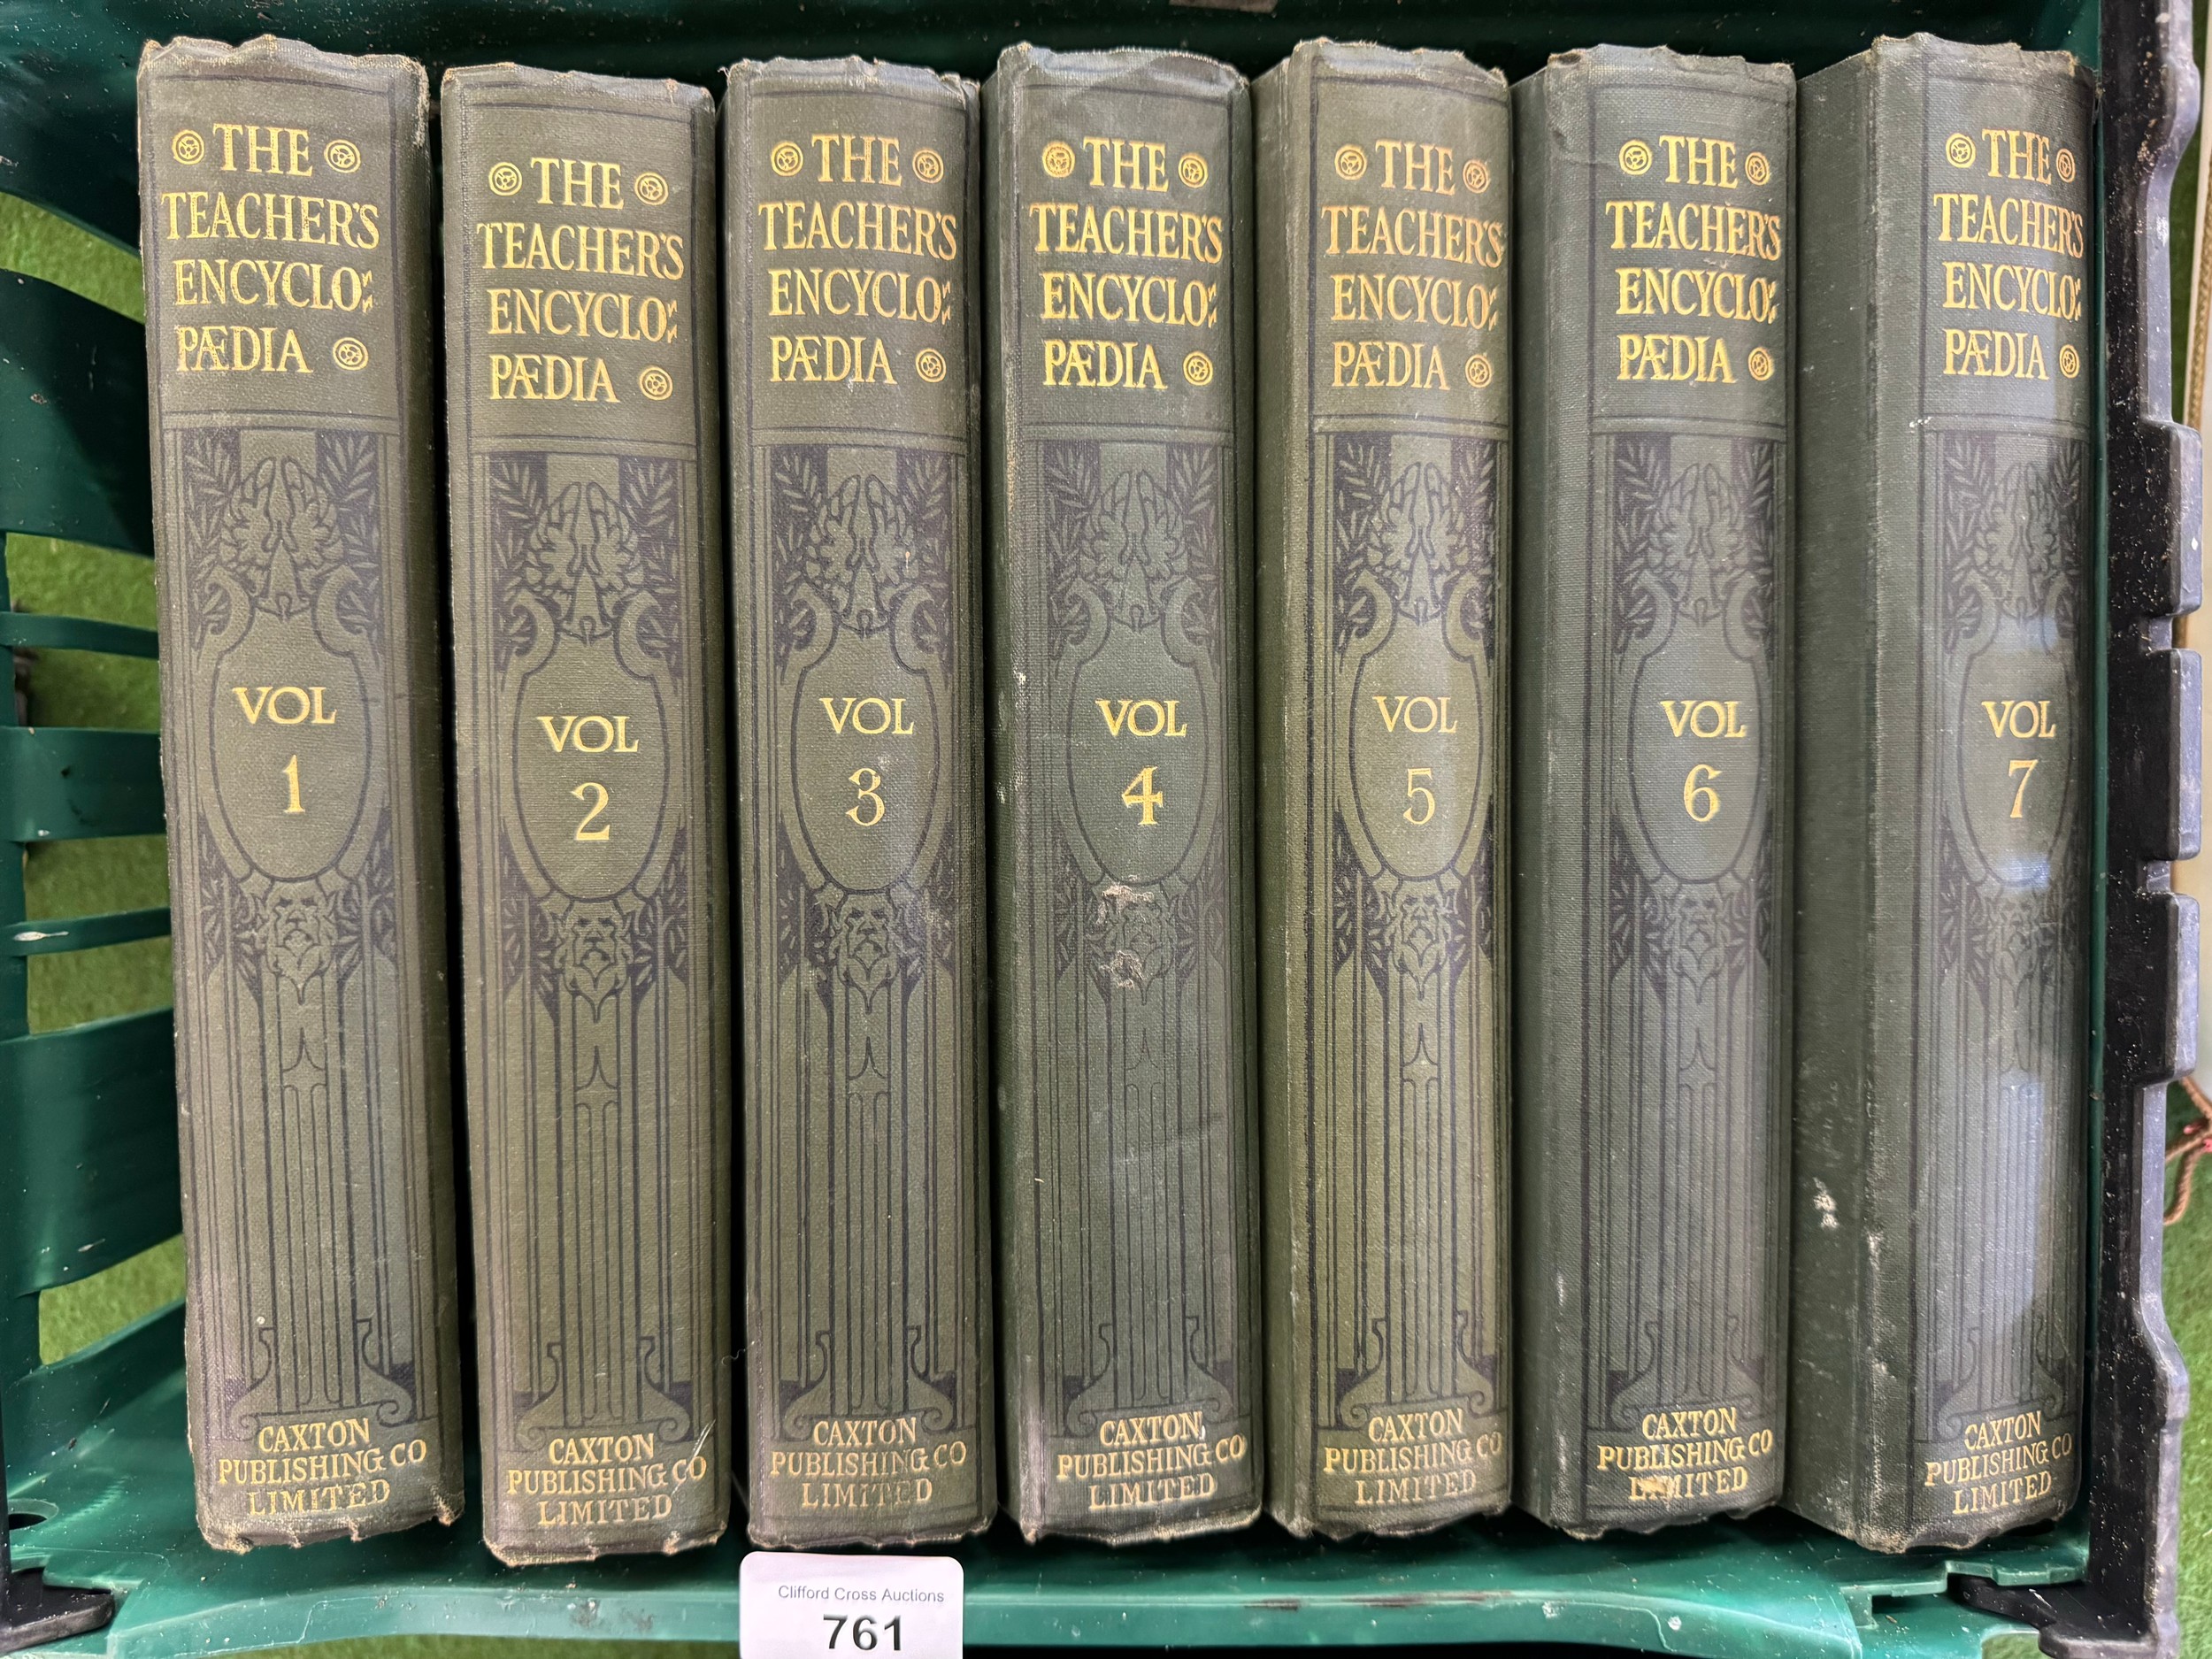 THE
TEACHER'S
ENCYCLO=
PÆDIA
VOL
1
CAXTON
PUBLISHING CO
LIMITED
THE
TEACHER'S
ENCYCLO=
PÆDIA
VOL
2
CAXTON
PUBLISHING CO
LIMITED
THE
TEACHER'S
ENCYCLO=
PÆDIA
VOL
3
CAXTON
PUBLISHING CO
LIMITED
THE
TEACHER'S
ENCYCLO=
PÆDIA
VOL
4
CAXTON
PUBLISHING CO
LIMITED
THE
TEACHER'S
ENCYCLO=
PÆDIA
VOL
5
CAXTON
PUBLISHING CO
LIMITED
THE
TEACHER'S
ENCYCLO=
PÆDIA
VOL
6
CAXTON
PUBLISHING CO
LIMITED
THE
TEACHER'S
ENCYCLO=
PÆDIA
VOL
7
CAXTON
PUBLISHING CO
LIMITED
Clifford Cross Auctions
761